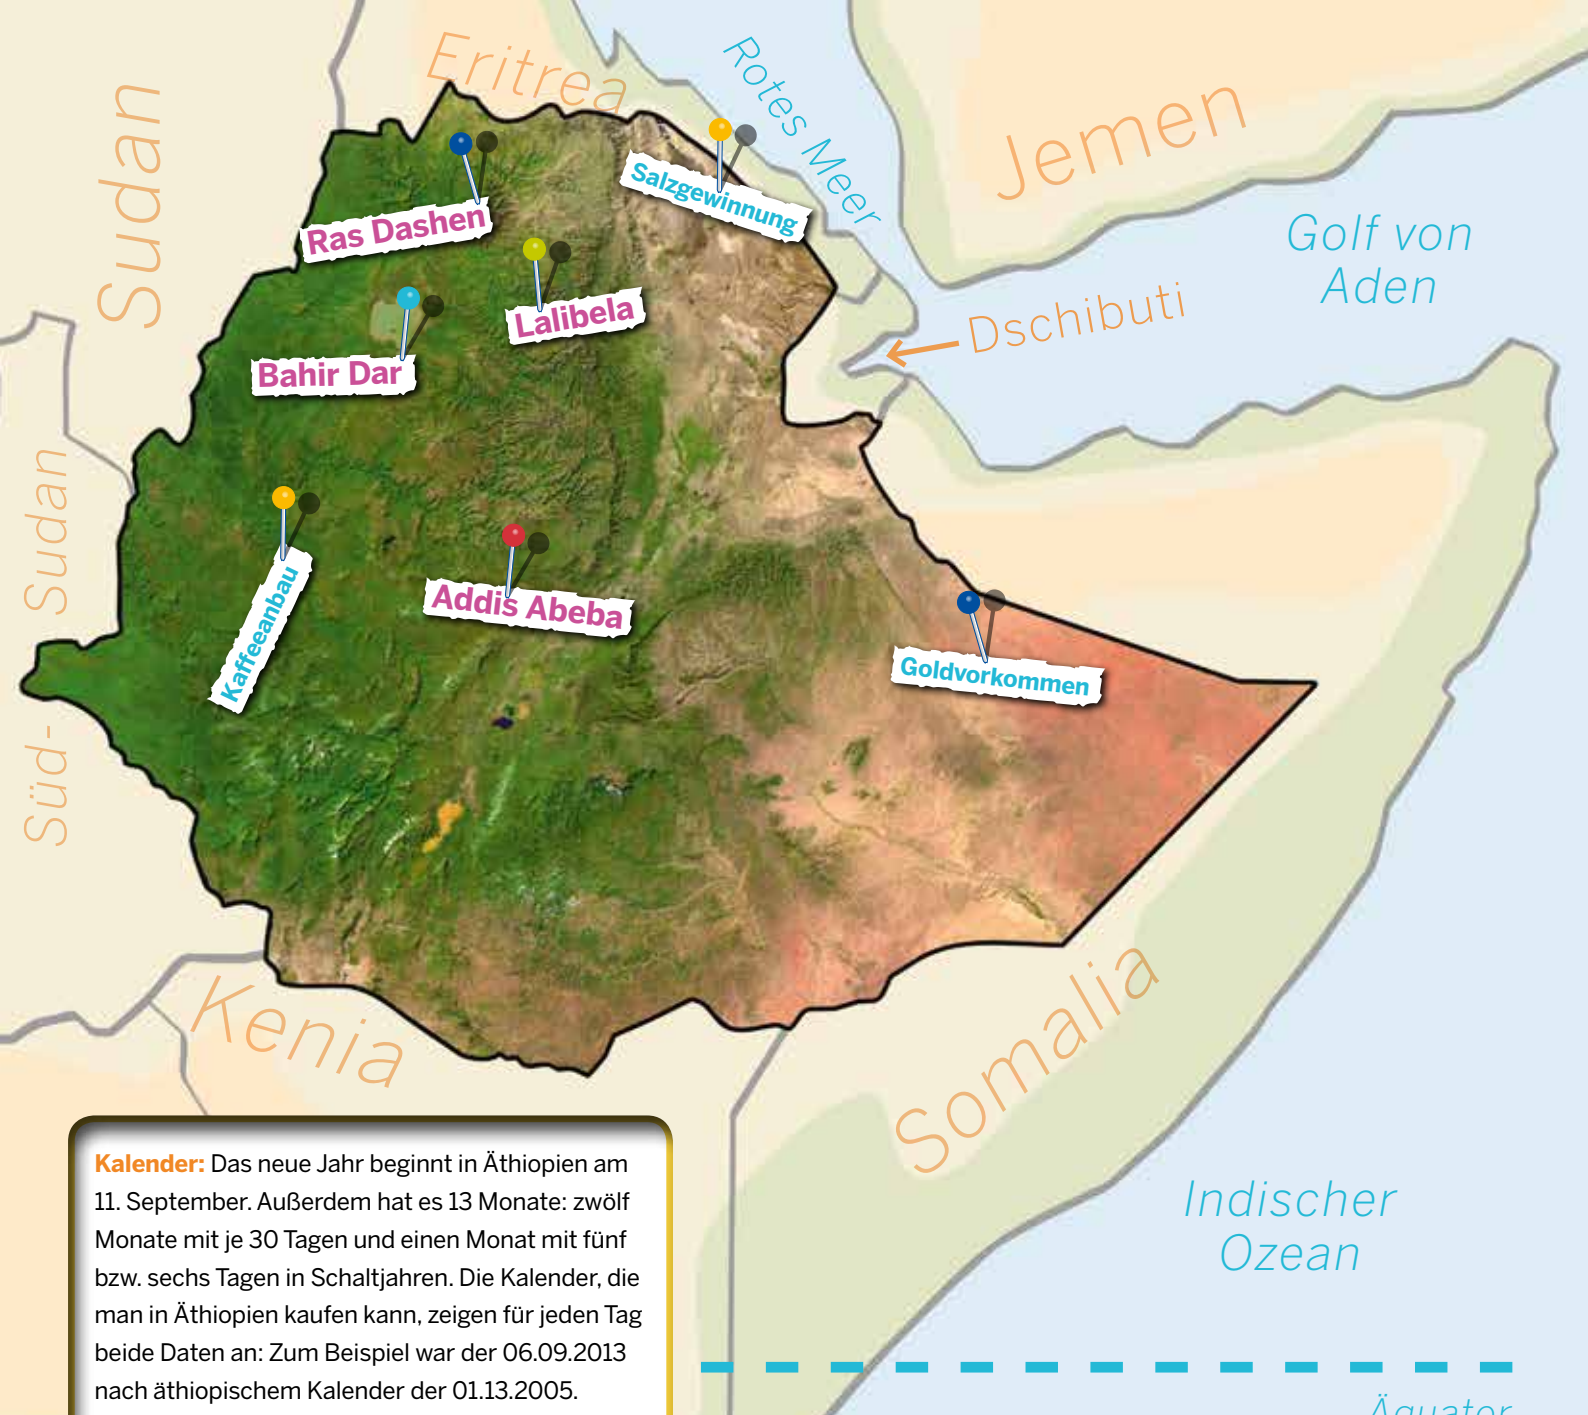 Eritrea
Sudan
Rotes Meer
Jemen
Ras Dashen
Salzgewinnung
Golf von
Aden
Lalibela
Dschibuti
Bahir Dar
Süd- Sudan
Kaffeeanbau
Addis Abeba
Goldvorkommen
Kenia
Somalia
Kalender: Das neue Jahr beginnt in Äthiopien am
11. September. Außerdem hat es 13 Monate: zwölf
Monate mit je 30 Tagen und einen Monat mit fünf
bzw. sechs Tagen in Schaltjahren. Die Kalender, die
man in Äthiopien kaufen kann, zeigen für jeden Tag
beide Daten an: Zum Beispiel war der 06.09.2013
nach äthiopischem Kalender der 01.13.2005.
Indischer
Ozean
Äquator